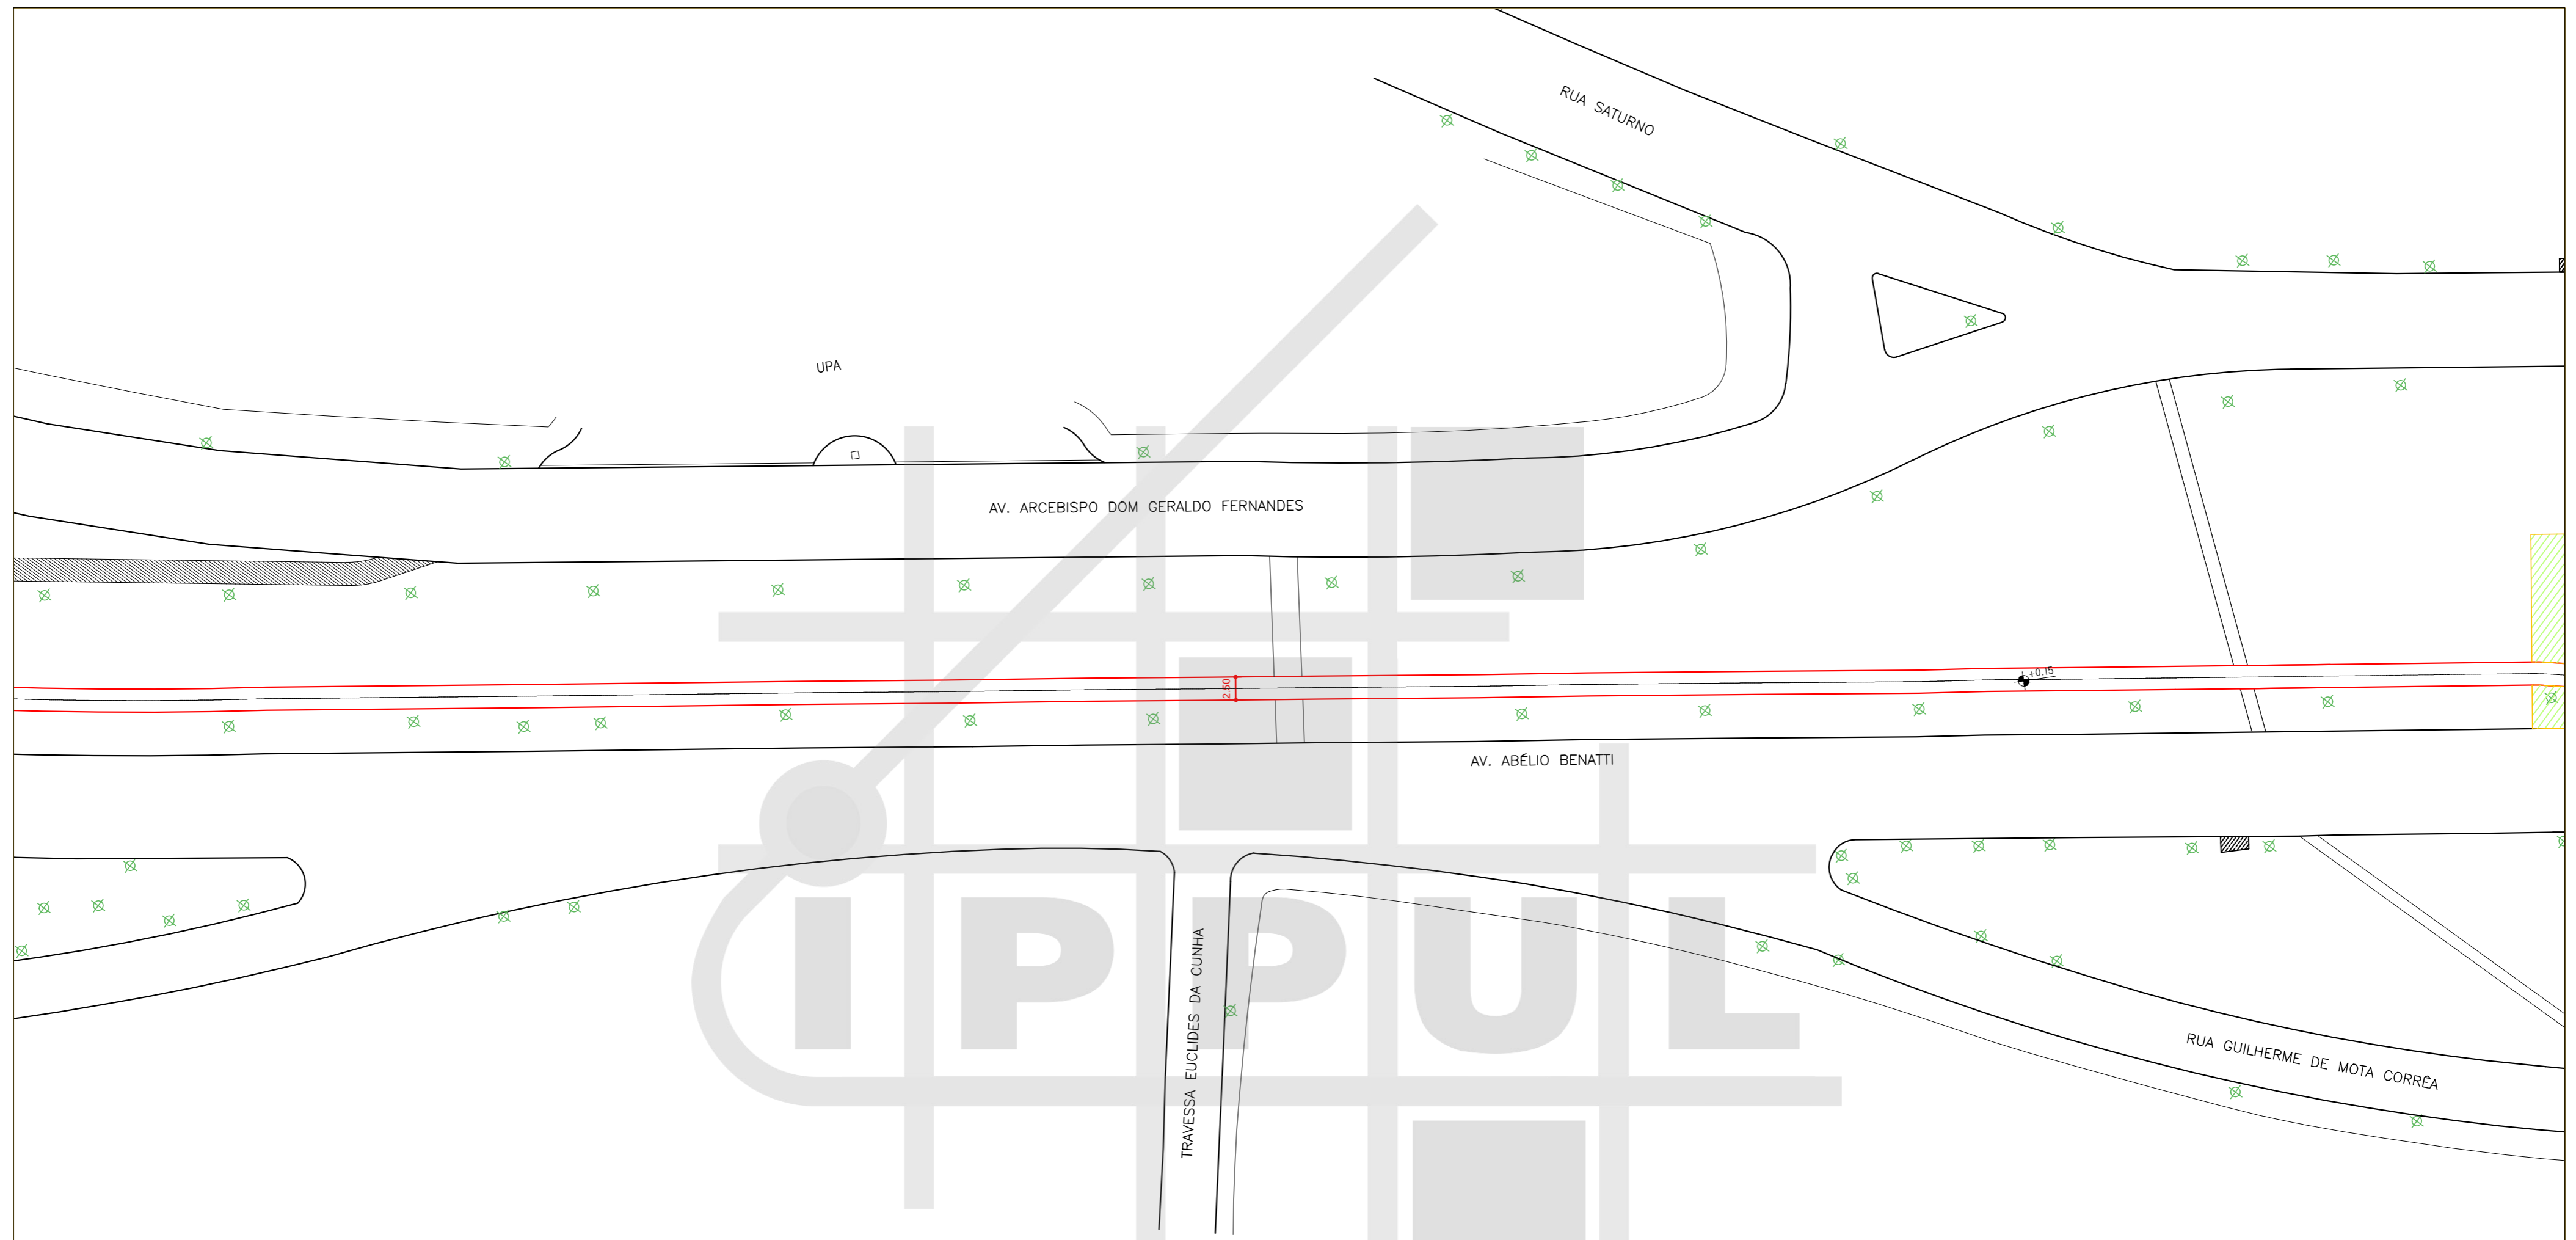 RUA SATURNO
UPA
AV. ARCEBISPO DOM GERALDO FERNANDES
+0.15
2.50
AV. ABÉLIO BENATTI
IPPUL
TRAVESSA EUCLIDES DA CUNHA
RUA GUILHERME DE MOTA CORRÊA